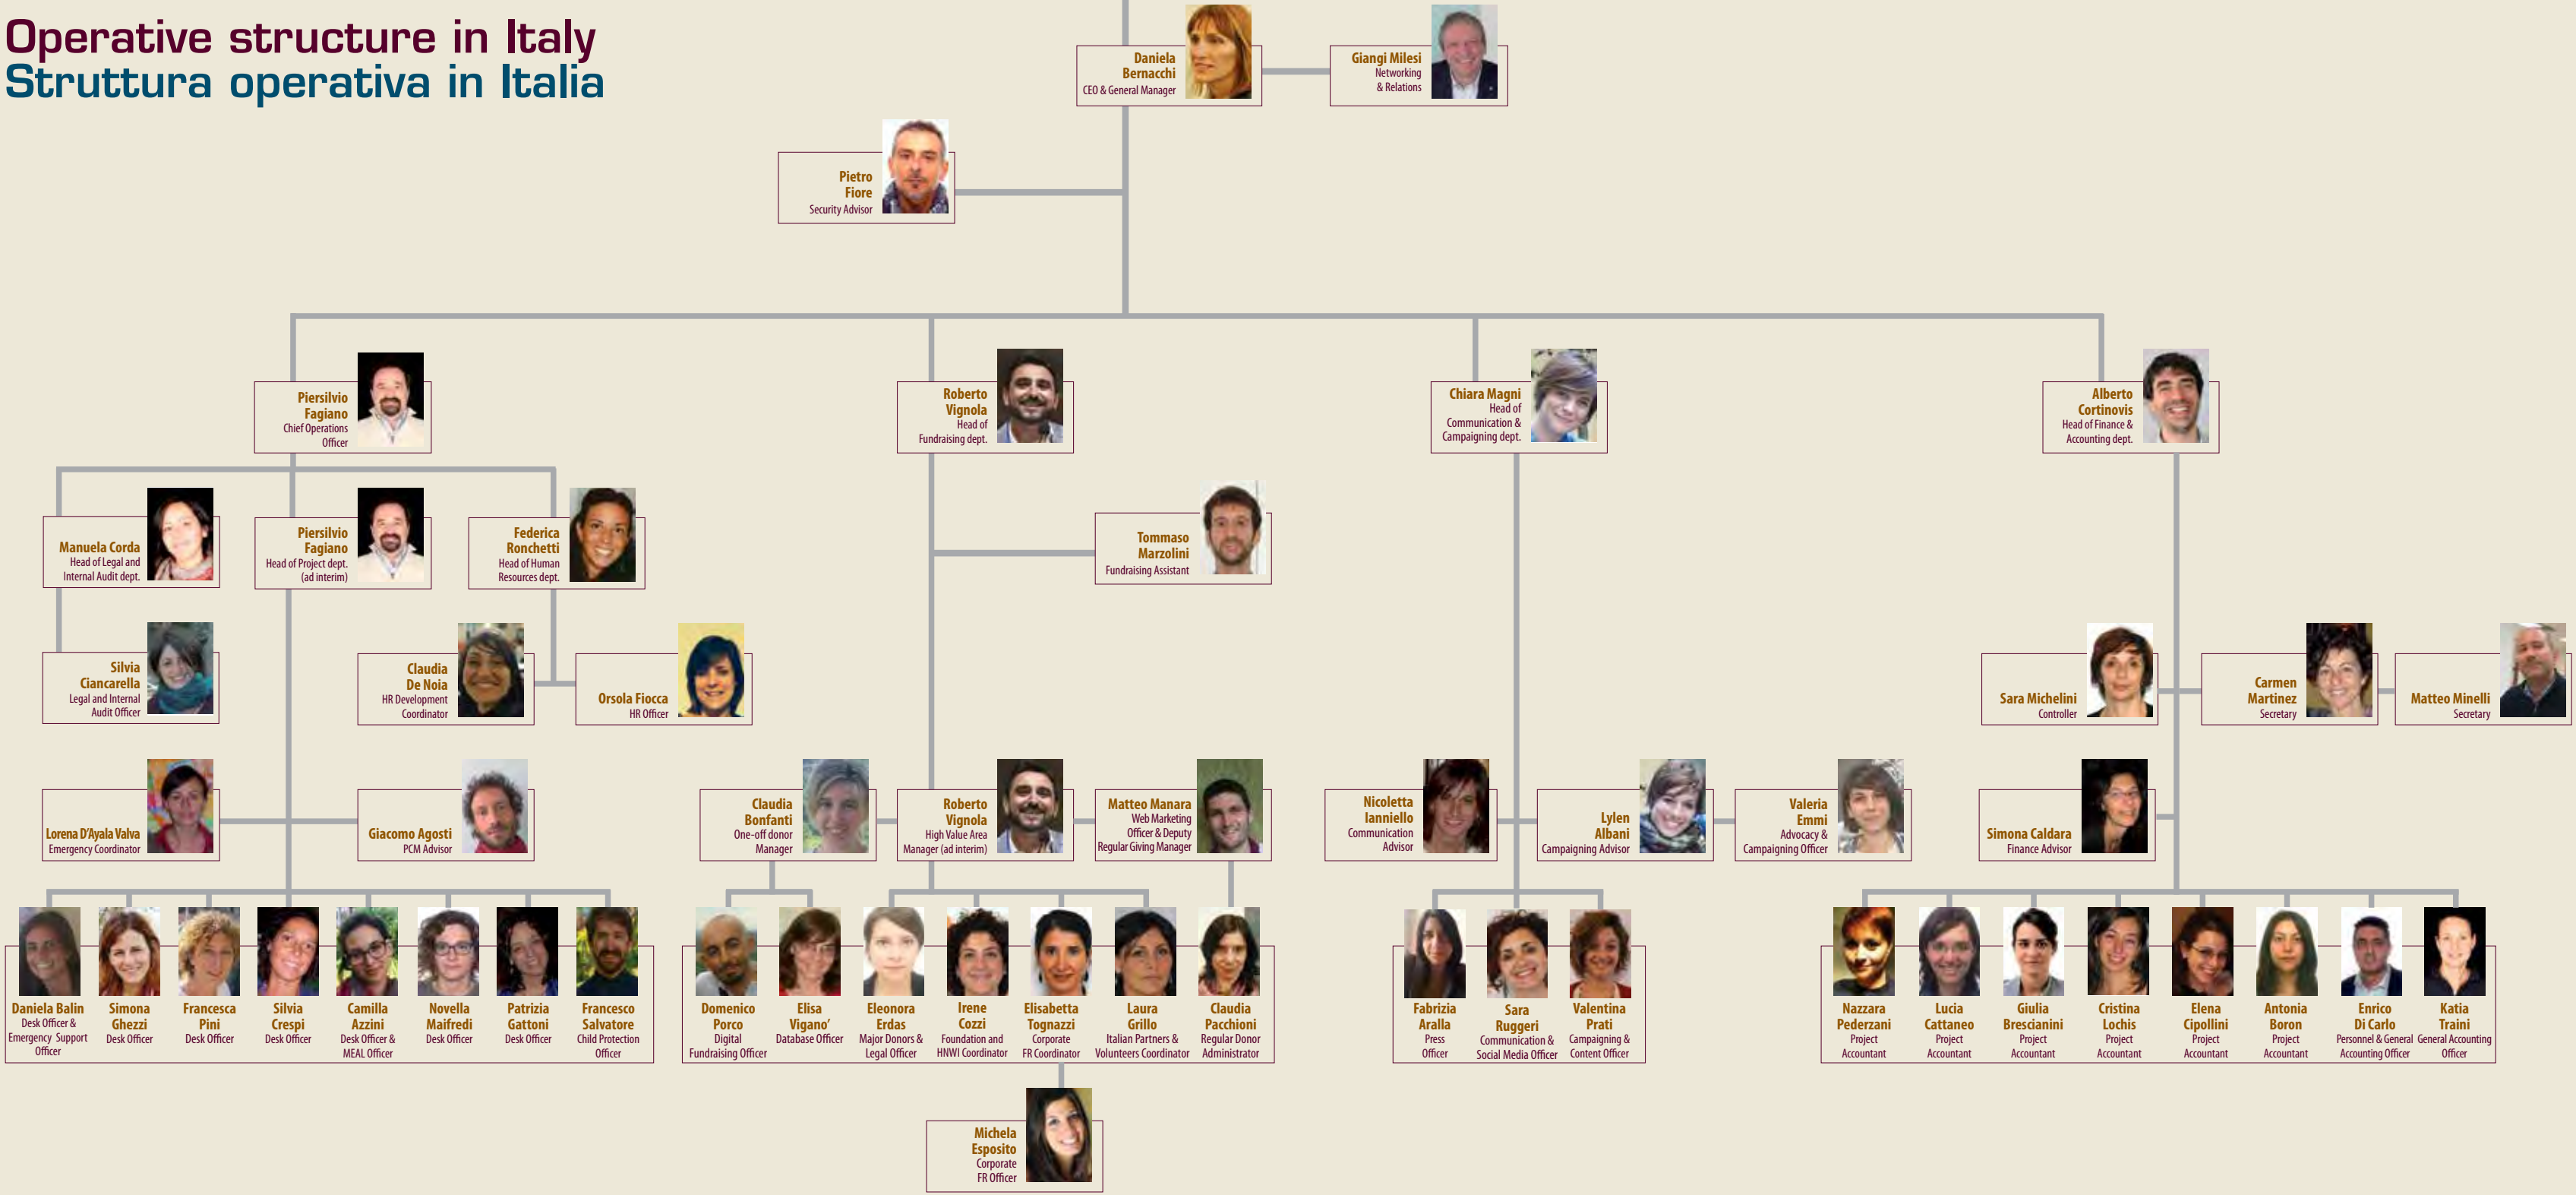 Operative structure in Italy
Struttura operativa in Italia
Daniela
Bernacchi
CEO & General Manager
Giangi Milesi
Networking
& Relations
Pietro
Fiore
Security Advisor
Piersilvio
Fagiano
Chief Operations
Officer
Roberto
Vignola
Head of
Fundraising dept.
Chiara Magni
Head of
Communication &
Campaigning dept.
Alberto
Cortinovis
Head of Finance &
Accounting dept.
Manuela Corda
Head of Legal and
Internal Audit dept.
Piersilvio
Fagiano
Head of Project dept.
(ad interim)
Federica
Ronchetti
Head of Human
Resources dept.
Tommaso
Marzolini
Fundraising Assistant
Silvia
Ciancarella
Legal and Internal
Audit Officer
Claudia
De Noia
HR Development
Coordinator
Orsola Fiocca
HR Officer
Sara Michelini
Controller
Carmen
Martinez
Secretary
Matteo Minelli
Secretary
Lorena D'Ayala Valva
Emergency Coordinator
Giacomo Agosti
PCM Advisor
Claudia
Bonfanti
One-off donor
Manager
Roberto
Vignola
High Value Area
Manager (ad interim)
Matteo Manara
Web Marketing
Officer & Deputy
Regular Giving Manager
Nicoletta
Ianniello
Communication
Advisor
Lylen
Albani
Campaigning Advisor
Valeria
Emmi
Advocacy &
Campaigning Officer
Simona Caldara
Finance Advisor
Daniela Balin
Desk Officer &
Emergency Support
Officer
Simona
Ghezzi
Desk Officer
Francesca
Pini
Desk Officer
Silvia
Crespi
Desk Officer
Camilla
Azzini
Desk Officer &
MEAL Officer
Novella
Maifredi
Desk Officer
Patrizia
Gattoni
Desk Officer
Francesco
Salvatore
Child Protection
Officer
Domenico
Porco
Digital
Fundraising Officer
Elisa
Vigano'
Database Officer
Eleonora
Erdas
Major Donors &
Legal Officer
Irene
Cozzi
Foundation and
HNWI Coordinator
Elisabetta
Tognazzi
Corporate
FR Coordinator
Laura
Grillo
Italian Partners &
Volunteers Coordinator
Claudia
Pacchioni
Regular Donor
Administrator
Fabrizia
Aralla
Press
Officer
Sara
Ruggeri
Communication &
Social Media Officer
Valentina
Prati
Campaigning &
Content Officer
Nazzara
Pederzani
Project
Accountant
Lucia
Cattaneo
Project
Accountant
Giulia
Brescianini
Project
Accountant
Cristina
Lochis
Project
Accountant
Elena
Cipollini
Project
Accountant
Antonia
Boron
Project
Accountant
Enrico
Di Carlo
Personnel & General
Accounting Officer
Katia
Traini
General Accounting
Officer
Michela
Esposito
Corporate
FR Officer